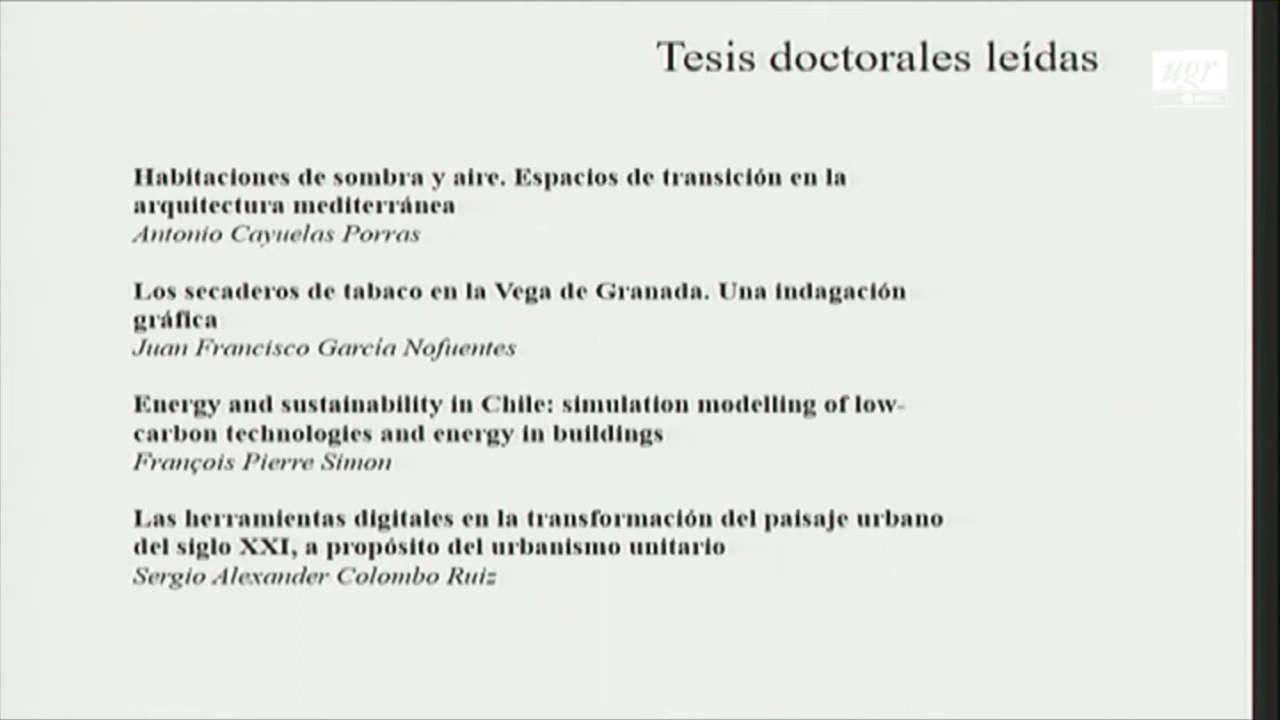 Tesis doctorales leídas
ugr
Habitaciones de sombra y aire. Espacios de transición en la
arquitectura mediterránea
Antonio Cayuelas Porras
Los secaderos de tabaco en la Vega de Granada. Una indagación
gráfica
Juan Francisco García Nofuentes
Energy and sustainability in Chile: simulation modelling of low-
carbon technologies and energy in buildings
François Pierre Simon
Las herramientas digitales en la transformación del paisaje urbano
del siglo XXI, a propósito del urbanismo unitario
Sergio Alexander Colombo Ruiz